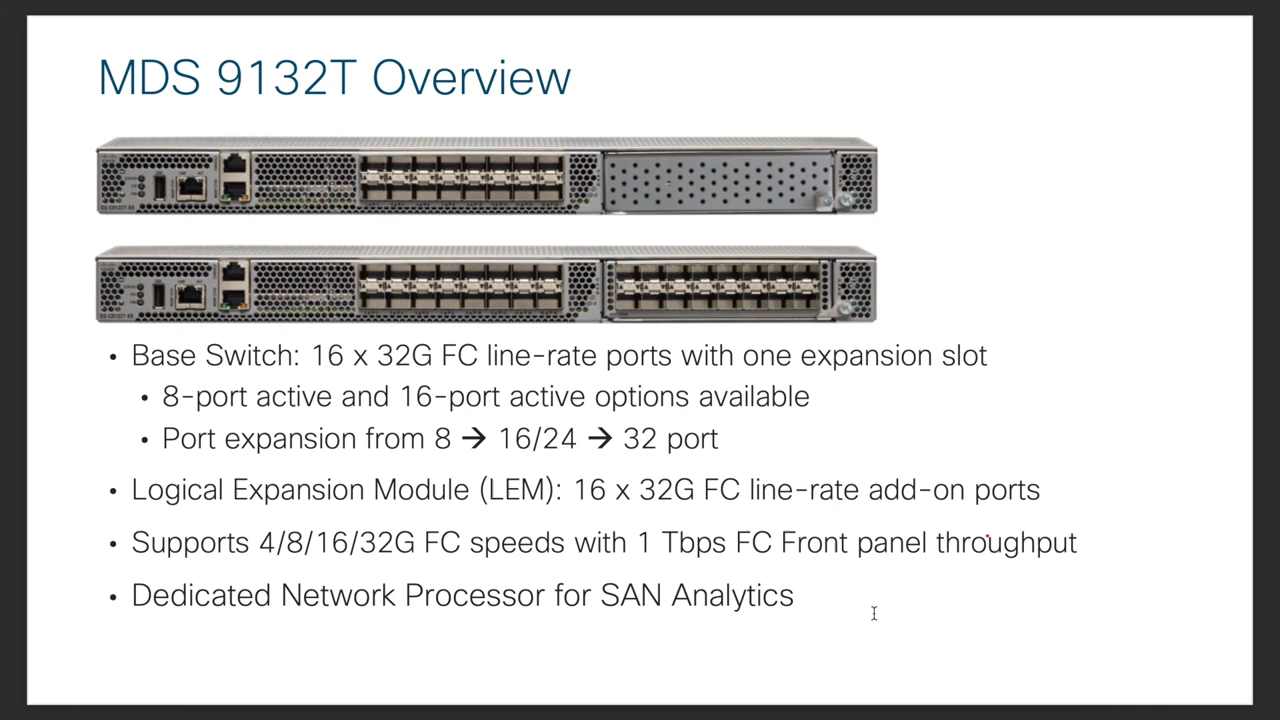 MDS 9132T Overview
• Base Switch: 16 x 32G FC line-rate ports with one expansion slot
• 8-port active and 16-port active options available
• Port expansion from 8 → 16/24 → 32 port
• Logical Expansion Module (LEM): 16 x 32G FC line-rate add-on ports
• Supports 4/8/16/32G FC speeds with 1 Tbps FC Front panel throughput
• Dedicated Network Processor for SAN Analytics